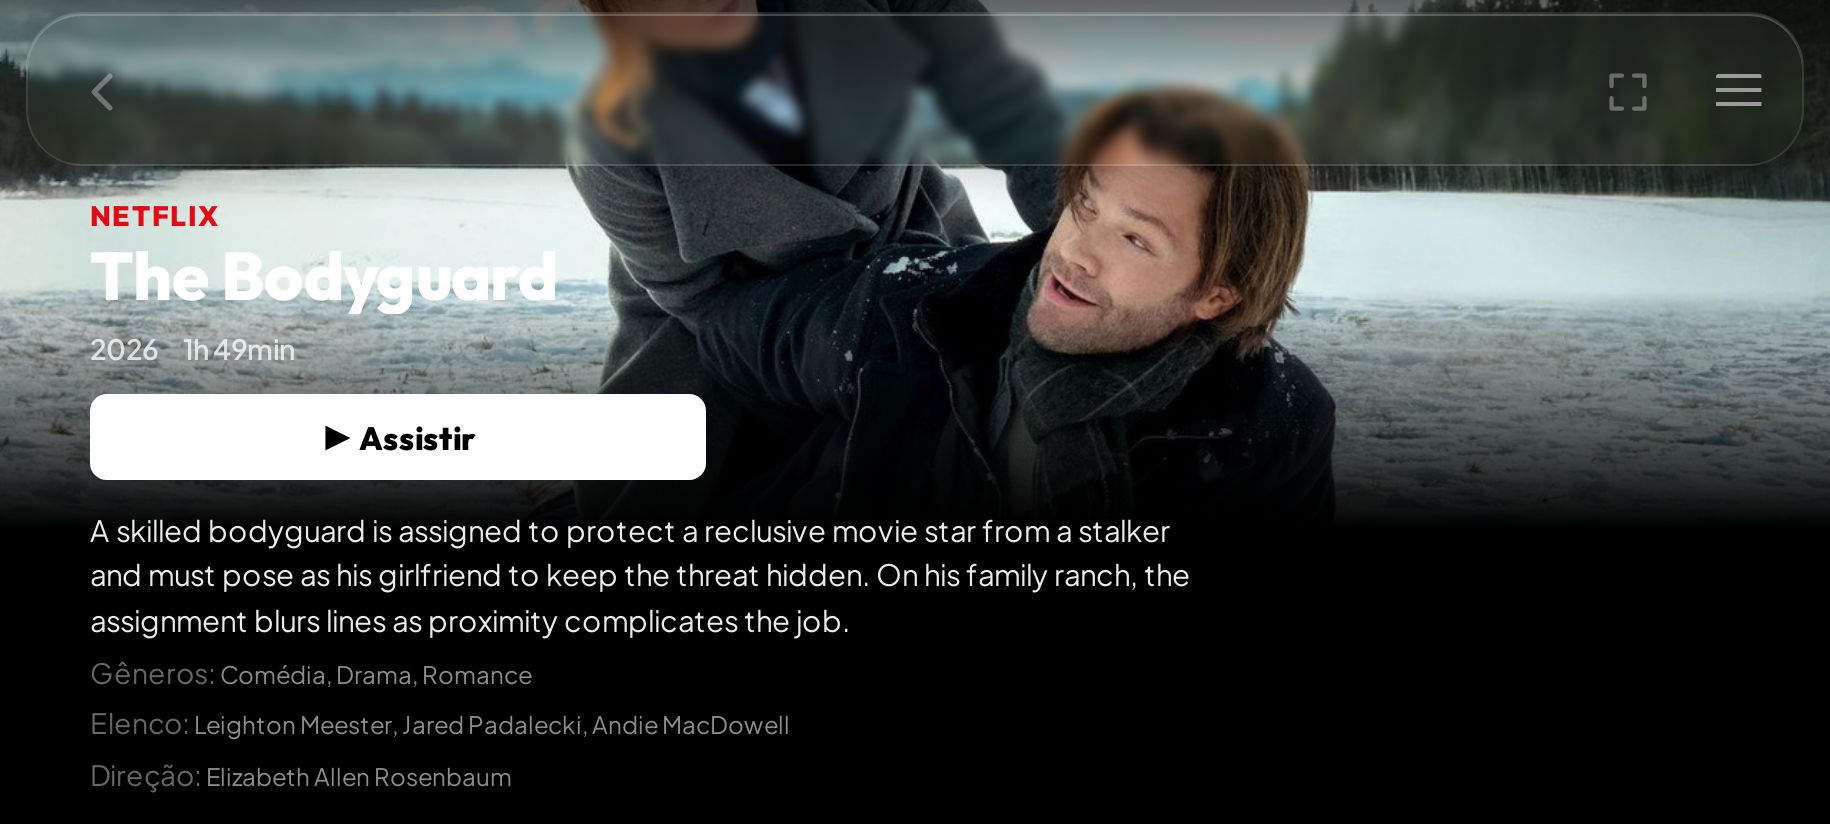 NETFLIX
The Bodyguard
2026 1h 49min
▶ Assistir
A skilled bodyguard is assigned to protect a reclusive movie star from a stalker
and must pose as his girlfriend to keep the threat hidden. On his family ranch, the
assignment blurs lines as proximity complicates the job.
Gêneros: Comédia, Drama, Romance
Elenco: Leighton Meester, Jared Padalecki, Andie MacDowell
Direção: Elizabeth Allen Rosenbaum